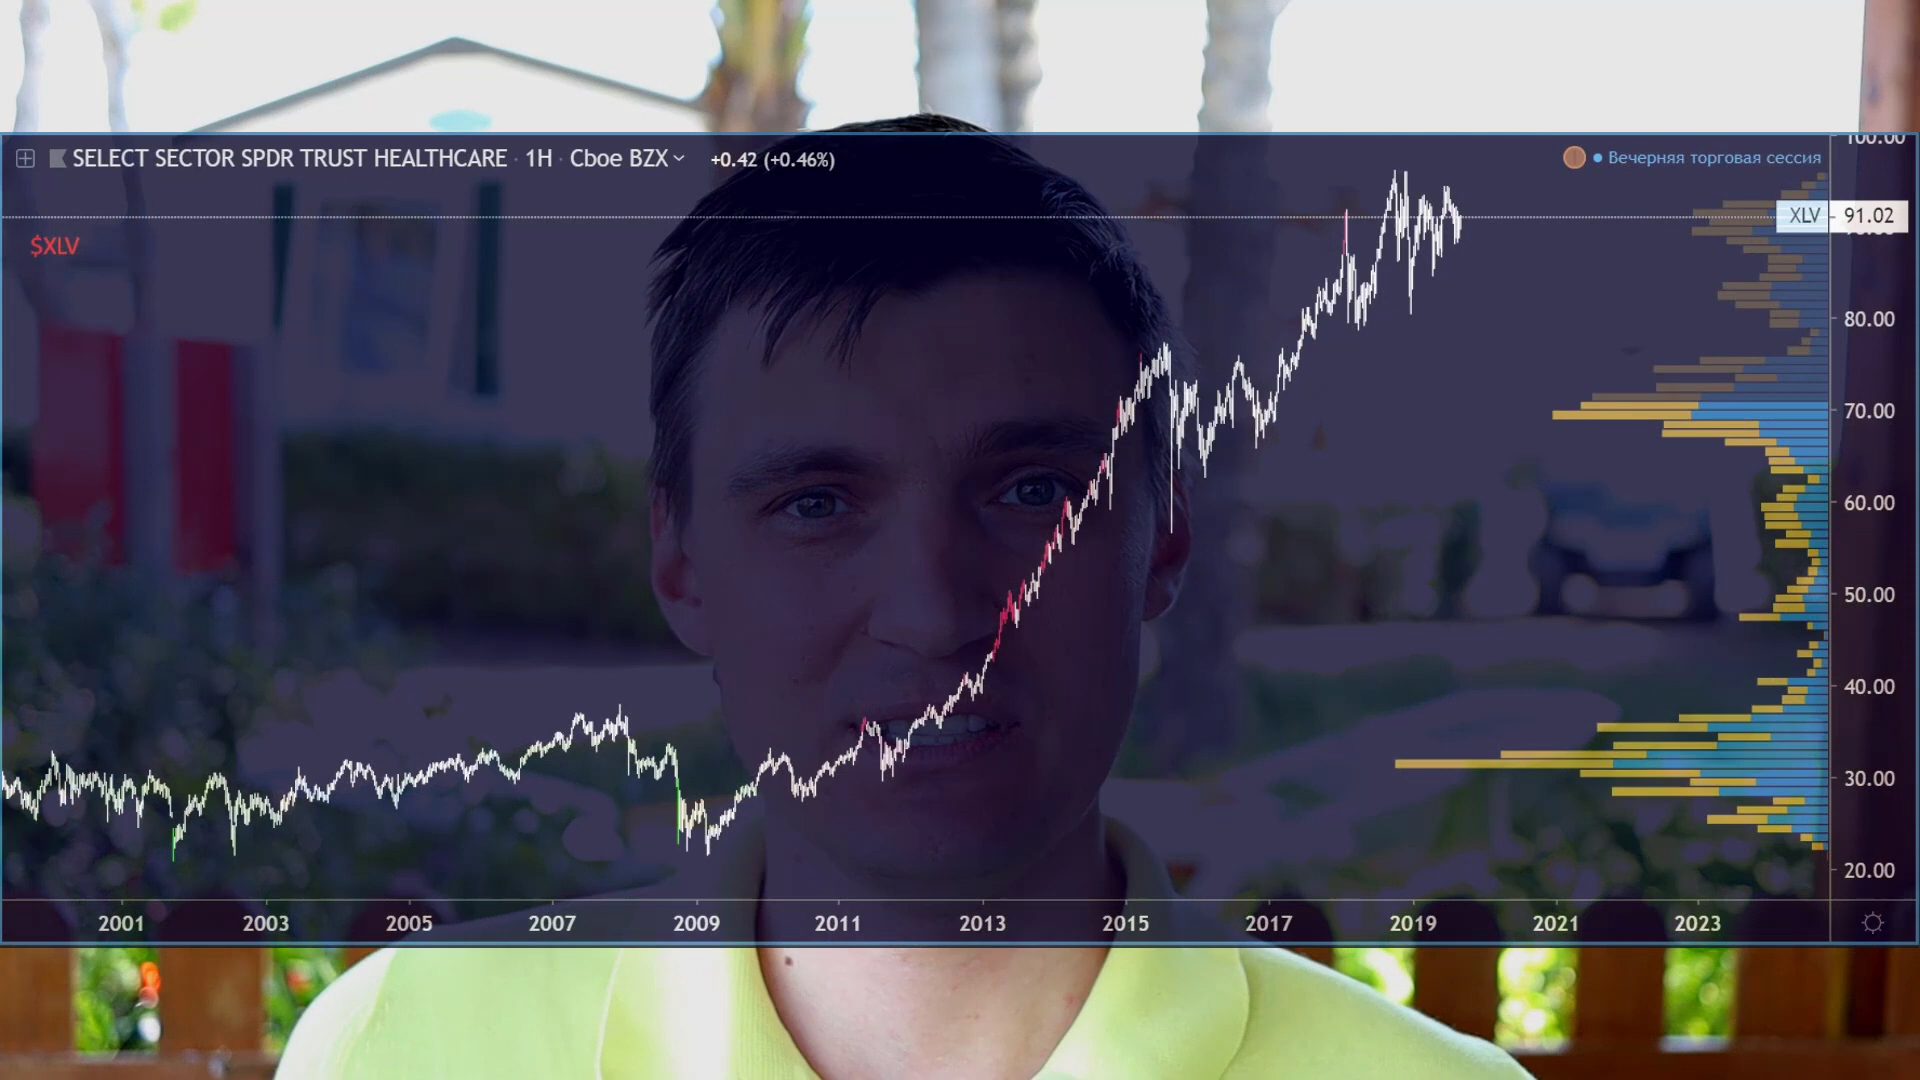 SELECT SECTOR SPDR TRUST HEALTHCARE · 1Н · Cboe BZX +0.42 (+0.46%)
Вечерняя торговая сессия
$XLV
XLV 91.02
100.00
80.00
70.00
60.00
50.00
40.00
30.00
20.00
2001 2003 2005 2007 2009 2011 2013 2015 2017 2019 2021 2023